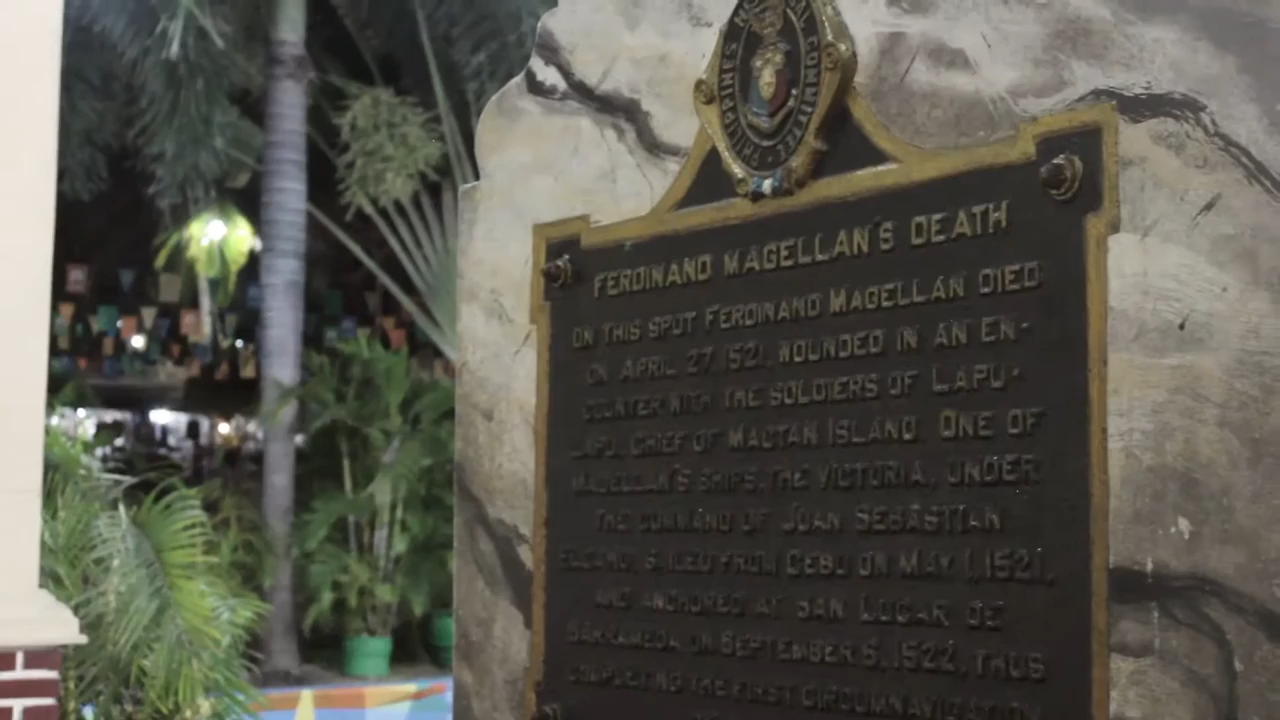 PHILIPPINES HISTORICAL COMMITTEE
FERDINAND MAGELLAN'S DEATH
ON THIS SPOT FERDINAND MAGELLAN DIED
ON APRIL 27, 1521, WOUNDED IN AN EN-
COUNTER WITH THE SOLDIERS OF LAPU-
LAPU, CHIEF OF MACTAN ISLAND. ONE OF
MAGELLAN'S SHIPS, THE VICTORIA, UNDER
THE COMMAND OF JUAN SEBASTIAN
ELCANO, SAILED FROM CEBU ON MAY 1, 1521,
AND ANCHORED AT SAN LUCAR DE
BARRAMEDA ON SEPTEMBER 6, 1522, THUS
COMPLETING THE FIRST CIRCUMNAVIGATION